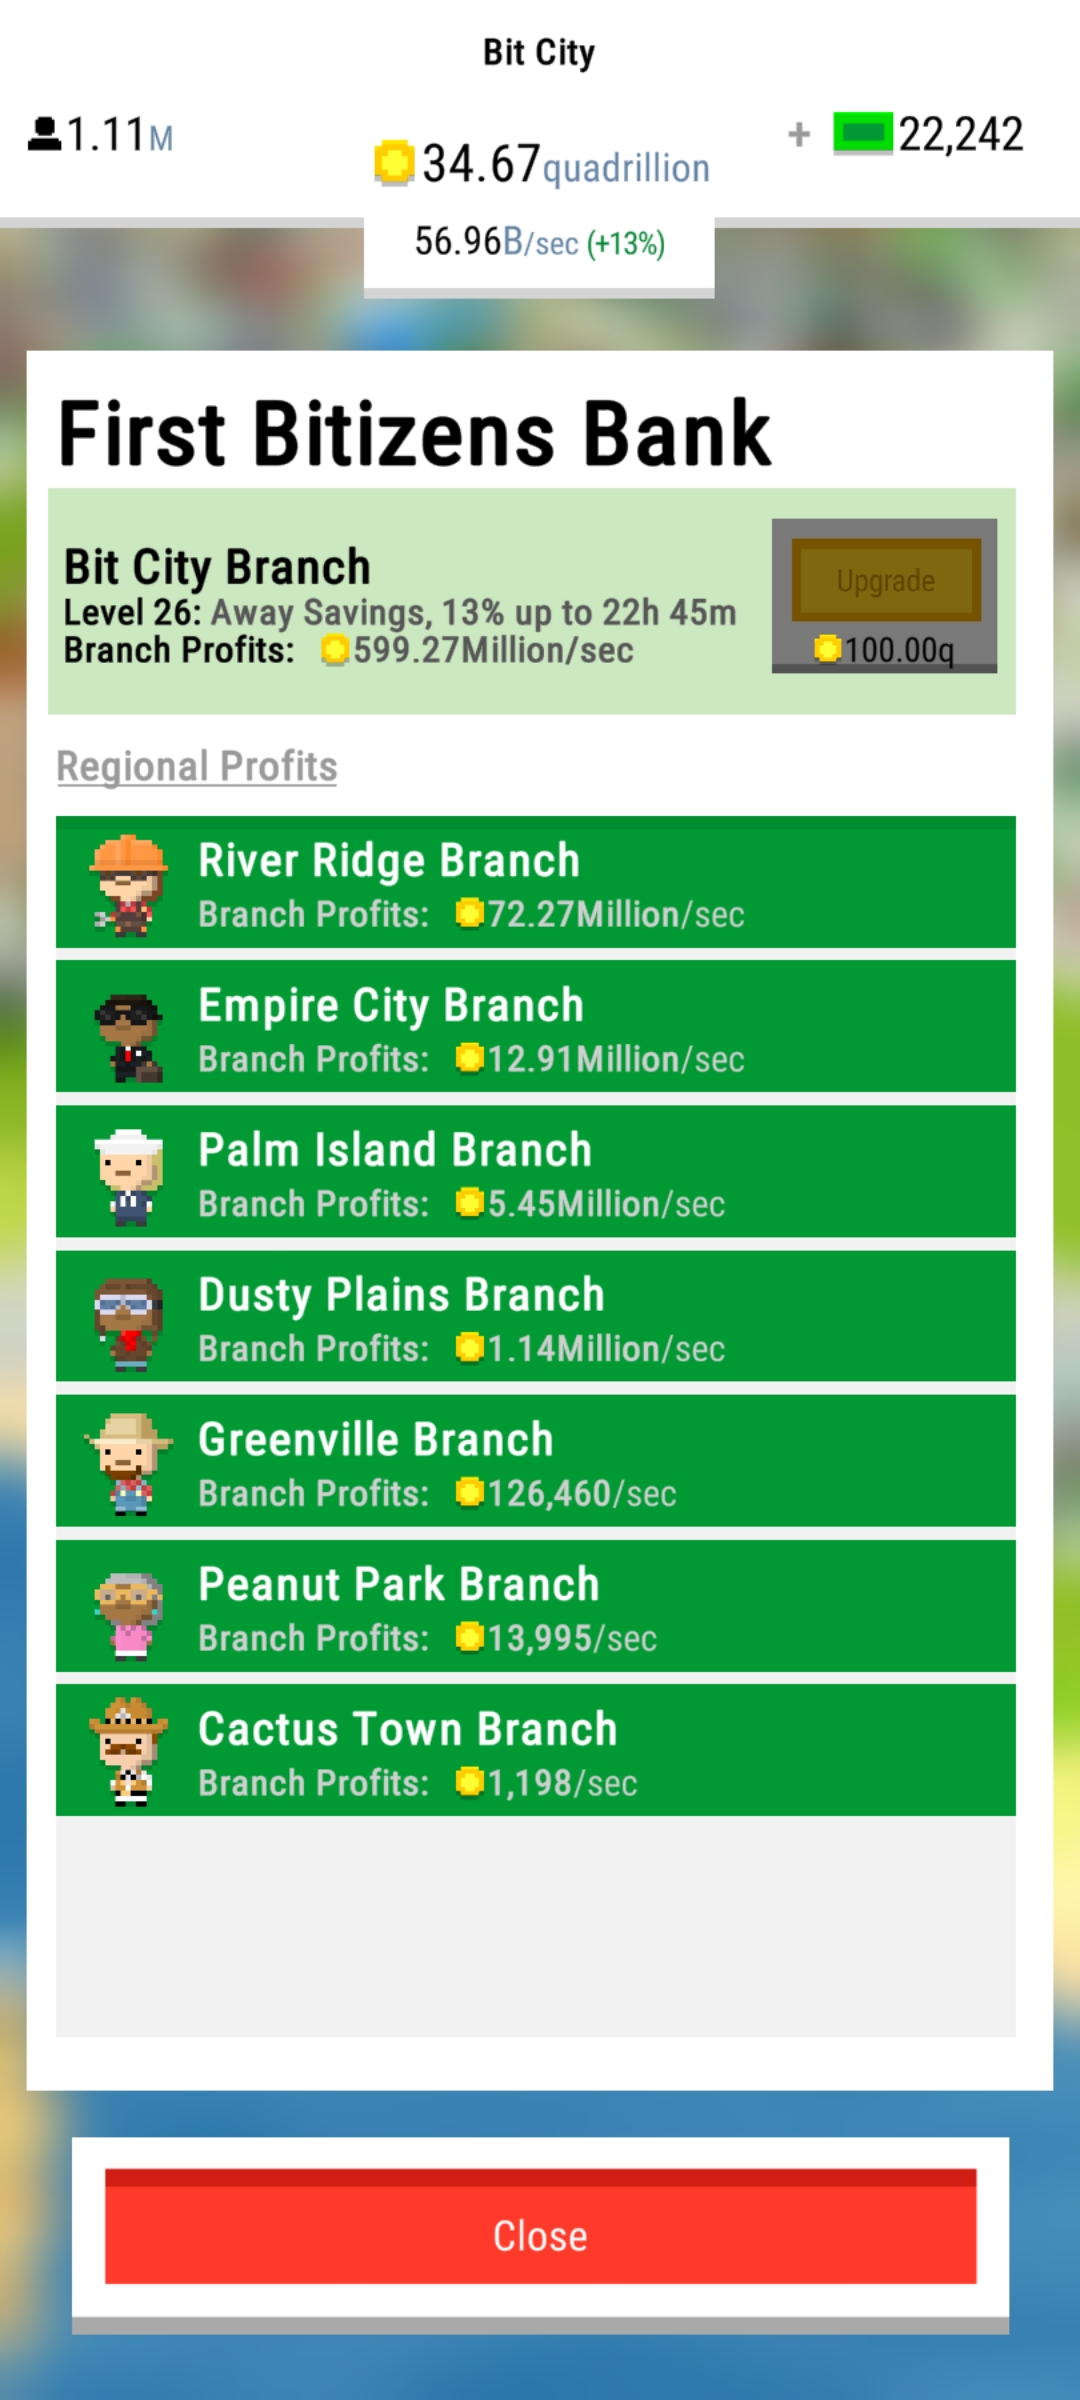 Bit City
1.11M
34.67quadrillion
+ 22,242
56.96B/sec (+13%)
First Bitizens Bank
Bit City Branch
Level 26: Away Savings, 13% up to 22h 45m
Branch Profits: 599.27Million/sec
Upgrade
100.00q
Regional Profits
River Ridge Branch
Branch Profits: 72.27Million/sec
Empire City Branch
Branch Profits: 12.91Million/sec
Palm Island Branch
Branch Profits: 5.45Million/sec
Dusty Plains Branch
Branch Profits: 1.14Million/sec
Greenville Branch
Branch Profits: 126,460/sec
Peanut Park Branch
Branch Profits: 13,995/sec
Cactus Town Branch
Branch Profits: 1,198/sec
Close